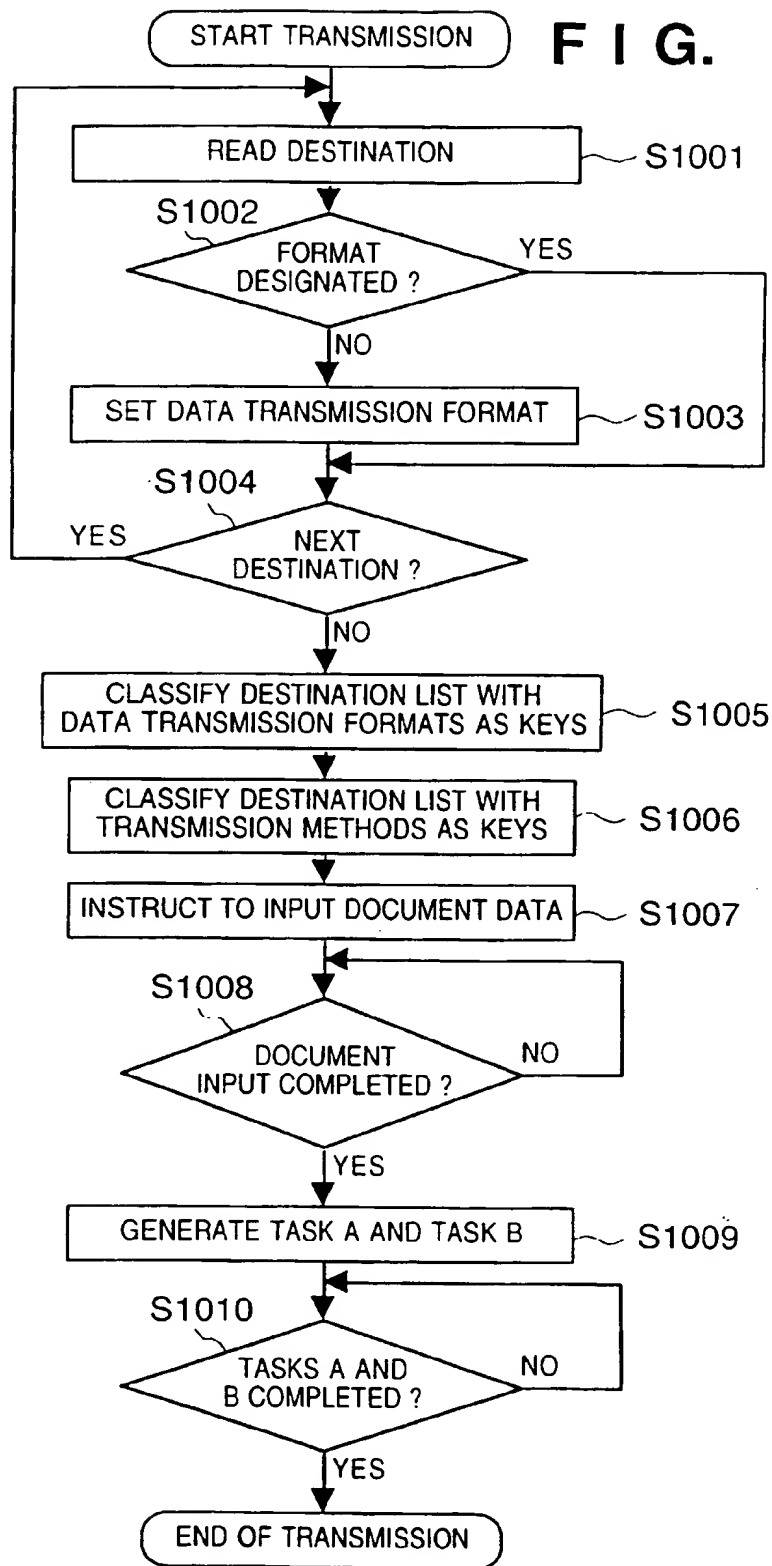 START TRANSMISSION
F I G.
READ DESTINATION
S1001
S1002
FORMAT
DESIGNATED ?
YES
NO
SET DATA TRANSMISSION FORMAT
S1003
S1004
YES
NEXT
DESTINATION ?
NO
CLASSIFY DESTINATION LIST WITH
DATA TRANSMISSION FORMATS AS KEYS
S1005
CLASSIFY DESTINATION LIST WITH
TRANSMISSION METHODS AS KEYS
S1006
INSTRUCT TO INPUT DOCUMENT DATA
S1007
S1008
DOCUMENT
INPUT COMPLETED ?
NO
YES
GENERATE TASK A AND TASK B
S1009
S1010
TASKS A AND
B COMPLETED ?
NO
YES
END OF TRANSMISSION